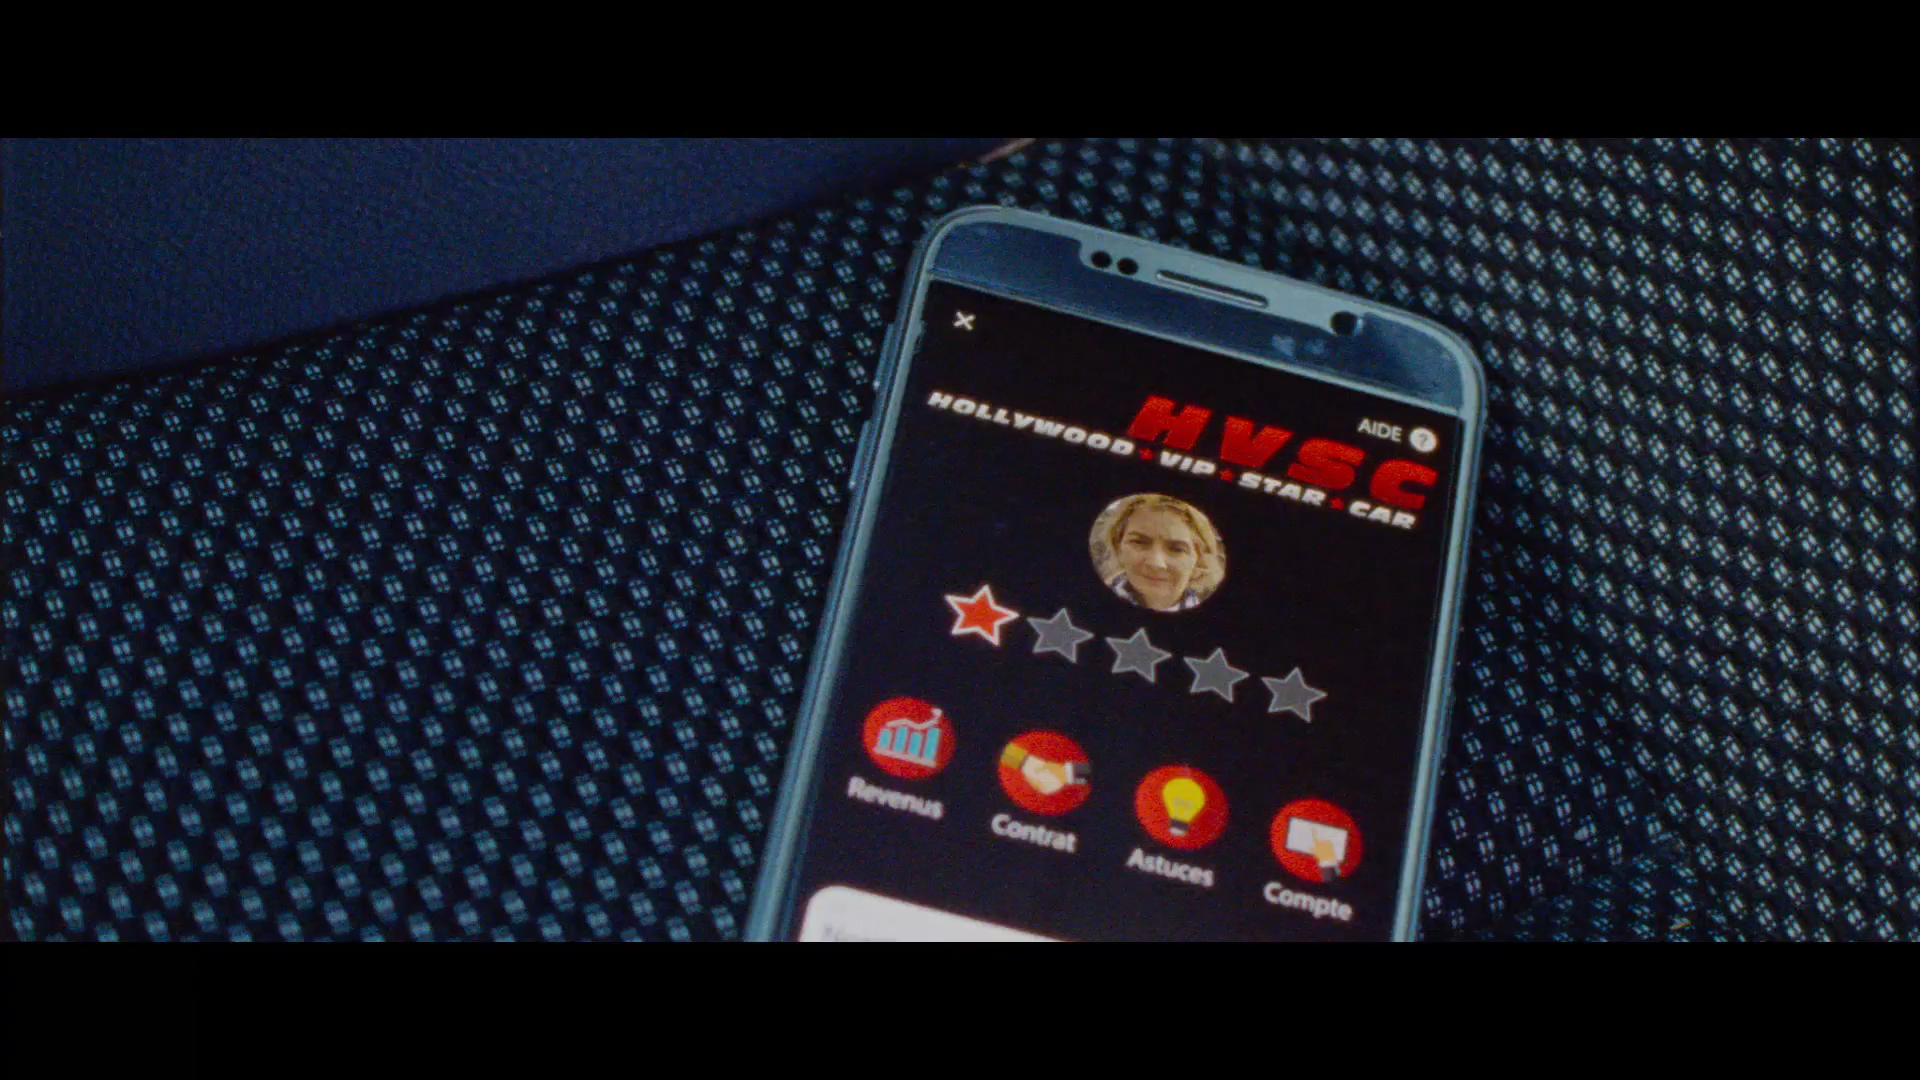 AIDE ?
HVSC
HOLLYWOOD★VIP★STAR★CAR
Revenus
Contrat
Astuces
Compte